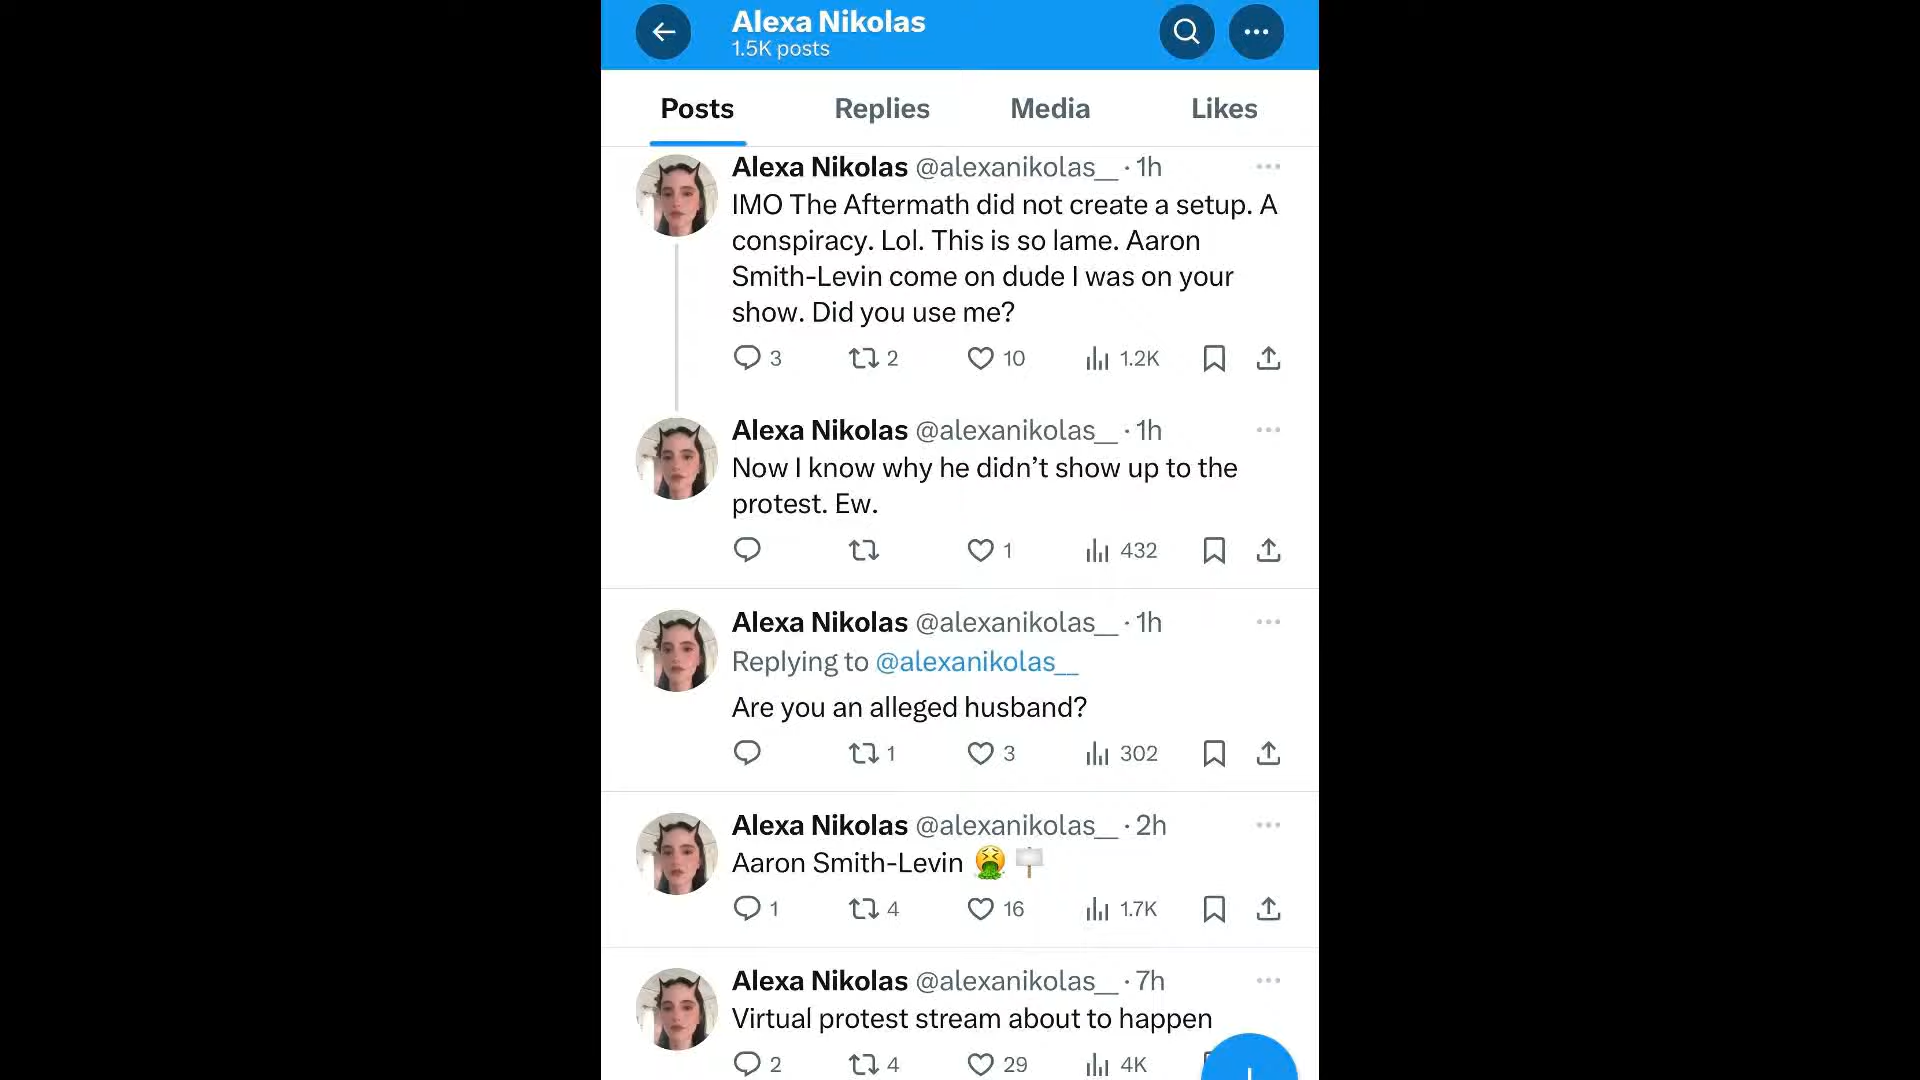 Alexa Nikolas
1.5K posts
Posts Replies Media Likes
Alexa Nikolas @alexanikolas__ · 1h
IMO The Aftermath did not create a setup. A
conspiracy. Lol. This is so lame. Aaron
Smith-Levin come on dude I was on your
show. Did you use me?
3 2 10 1.2K
Alexa Nikolas @alexanikolas__ · 1h
Now I know why he didn’t show up to the
protest. Ew.
1 432
Alexa Nikolas @alexanikolas__ · 1h
Replying to @alexanikolas__
Are you an alleged husband?
1 3 302
Alexa Nikolas @alexanikolas__ · 2h
Aaron Smith-Levin 🤮 🪧
1 4 16 1.7K
Alexa Nikolas @alexanikolas__ · 7h
Virtual protest stream about to happen
2 4 29 4K